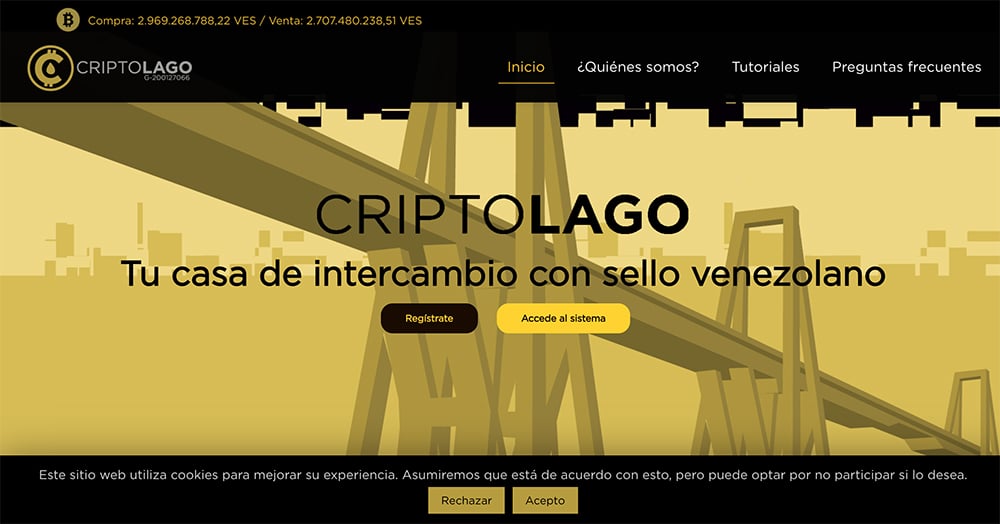 Compra: 2.969.268.788,22 VES / Venta: 2.707.480.238,51 VES
CRIPTOLAGO
G-200127066
Inicio
¿Quiénes somos?
Tutoriales
Preguntas frecuentes
CRIPTOLAGO
Tu casa de intercambio con sello venezolano
Regístrate
Accede al sistema
Este sitio web utiliza cookies para mejorar su experiencia. Asumiremos que está de acuerdo con esto, pero puede optar por no participar si lo desea.
Rechazar
Acepto